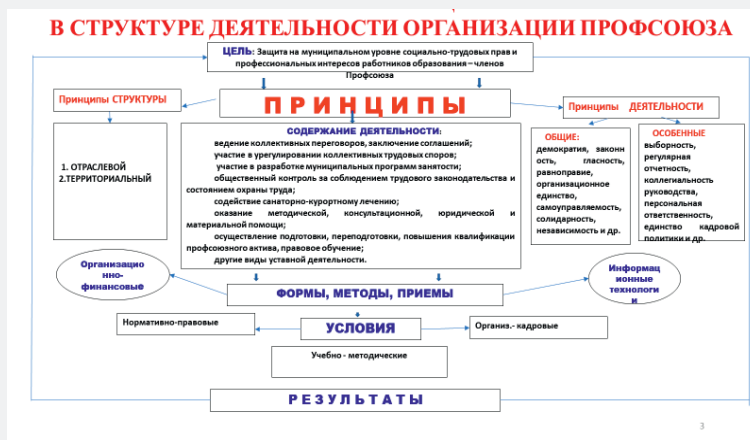 В СТРУКТУРЕ ДЕЯТЕЛЬНОСТИ ОРГАНИЗАЦИИ ПРОФСОЮЗА
ЦЕЛЬ: Защита на муниципальном уровне социально-трудовых прав и
профессиональных интересов работников образования – членов
Профсоюза
Принципы СТРУКТУРЫ
П Р И Н Ц И П Ы
Принципы ДЕЯТЕЛЬНОСТИ
1. ОТРАСЛЕВОЙ
2.ТЕРРИТОРИАЛЬНЫЙ
СОДЕРЖАНИЕ ДЕЯТЕЛЬНОСТИ:
ведение коллективных переговоров, заключение соглашений;
участие в урегулировании коллективных трудовых споров;
участие в разработке муниципальных программ занятости;
общественный контроль за соблюдением трудового законодательства и
состоянием охраны труда;
содействие санаторно-курортному лечению;
оказание методической, консультационной, юридической и
материальной помощи;
осуществление подготовки, переподготовки, повышения квалификации
профсоюзного актива, правовое обучение;
другие виды уставной деятельности.
ОБЩИЕ:
демократия, законн
ость, гласность,
равноправие,
организационное
единство,
самоуправляемость,
солидарность,
независимость и др.
ОСОБЕННЫЕ
выборность,
регулярная
отчетность,
коллегиальность
руководства,
персональная
ответственность,
единство кадровой
политики и др.
Организацио
нно-
финансовые
ФОРМЫ, МЕТОДЫ, ПРИЕМЫ
Информац
ионные
технологи
и
Нормативно-правовые
УСЛОВИЯ
Организ.- кадровые
Учебно - методические
Р Е З У Л Ь Т А Т Ы
3